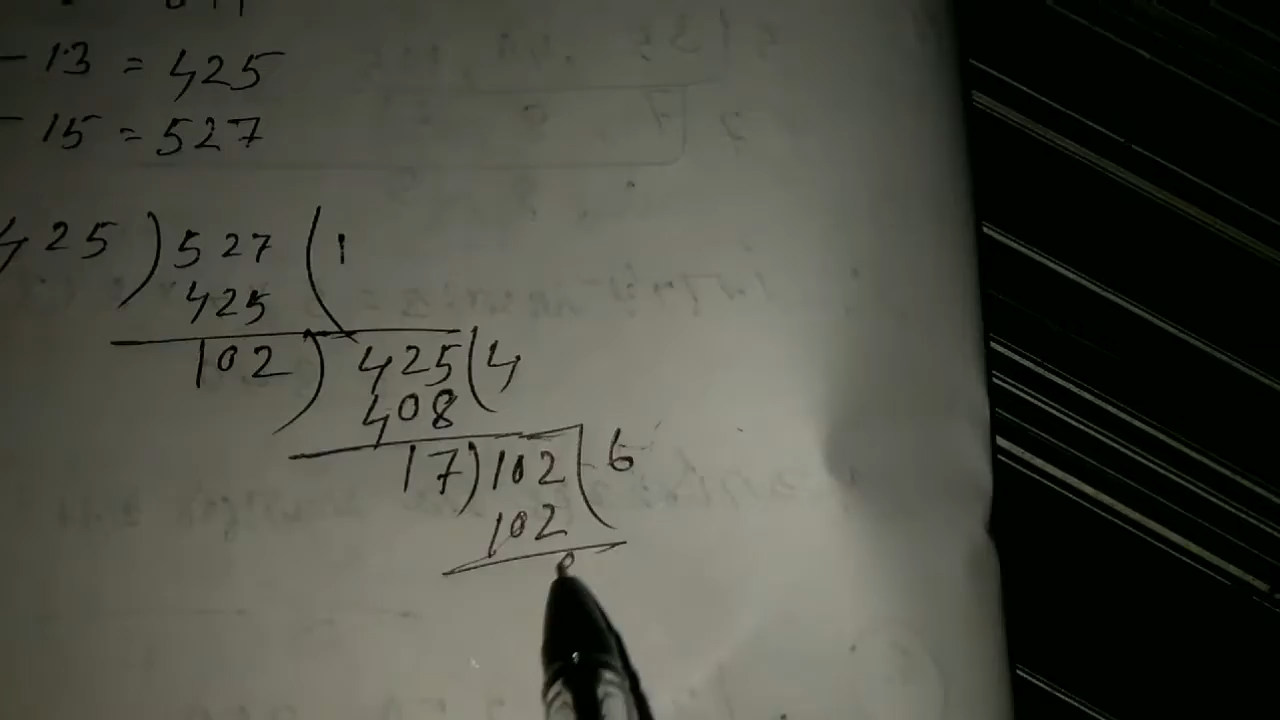 - 13 = 425
- 15 = 527
425 ) 527 ( 1
425
102 ) 425 ( 4
408
17 ) 102 ( 6
102
0